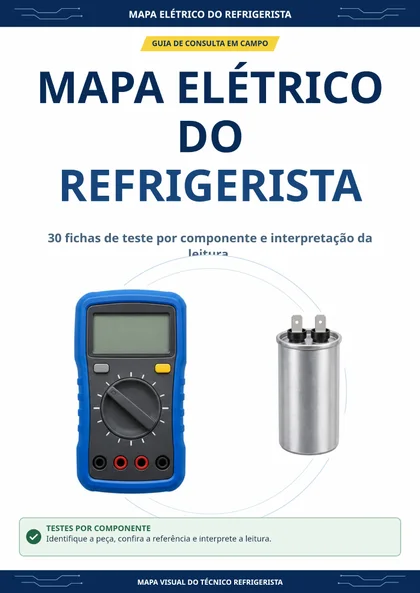 MAPA ELÉTRICO DO REFRIGERISTA
GUIA DE CONSULTA EM CAMPO
MAPA ELÉTRICO
DO
REFRIGERISTA
30 fichas de teste por componente e interpretação da
leitura
TESTES POR COMPONENTE
Identifique a peça, confira a referência e interprete a leitura.
MAPA VISUAL DO TÉCNICO REFRIGERISTA